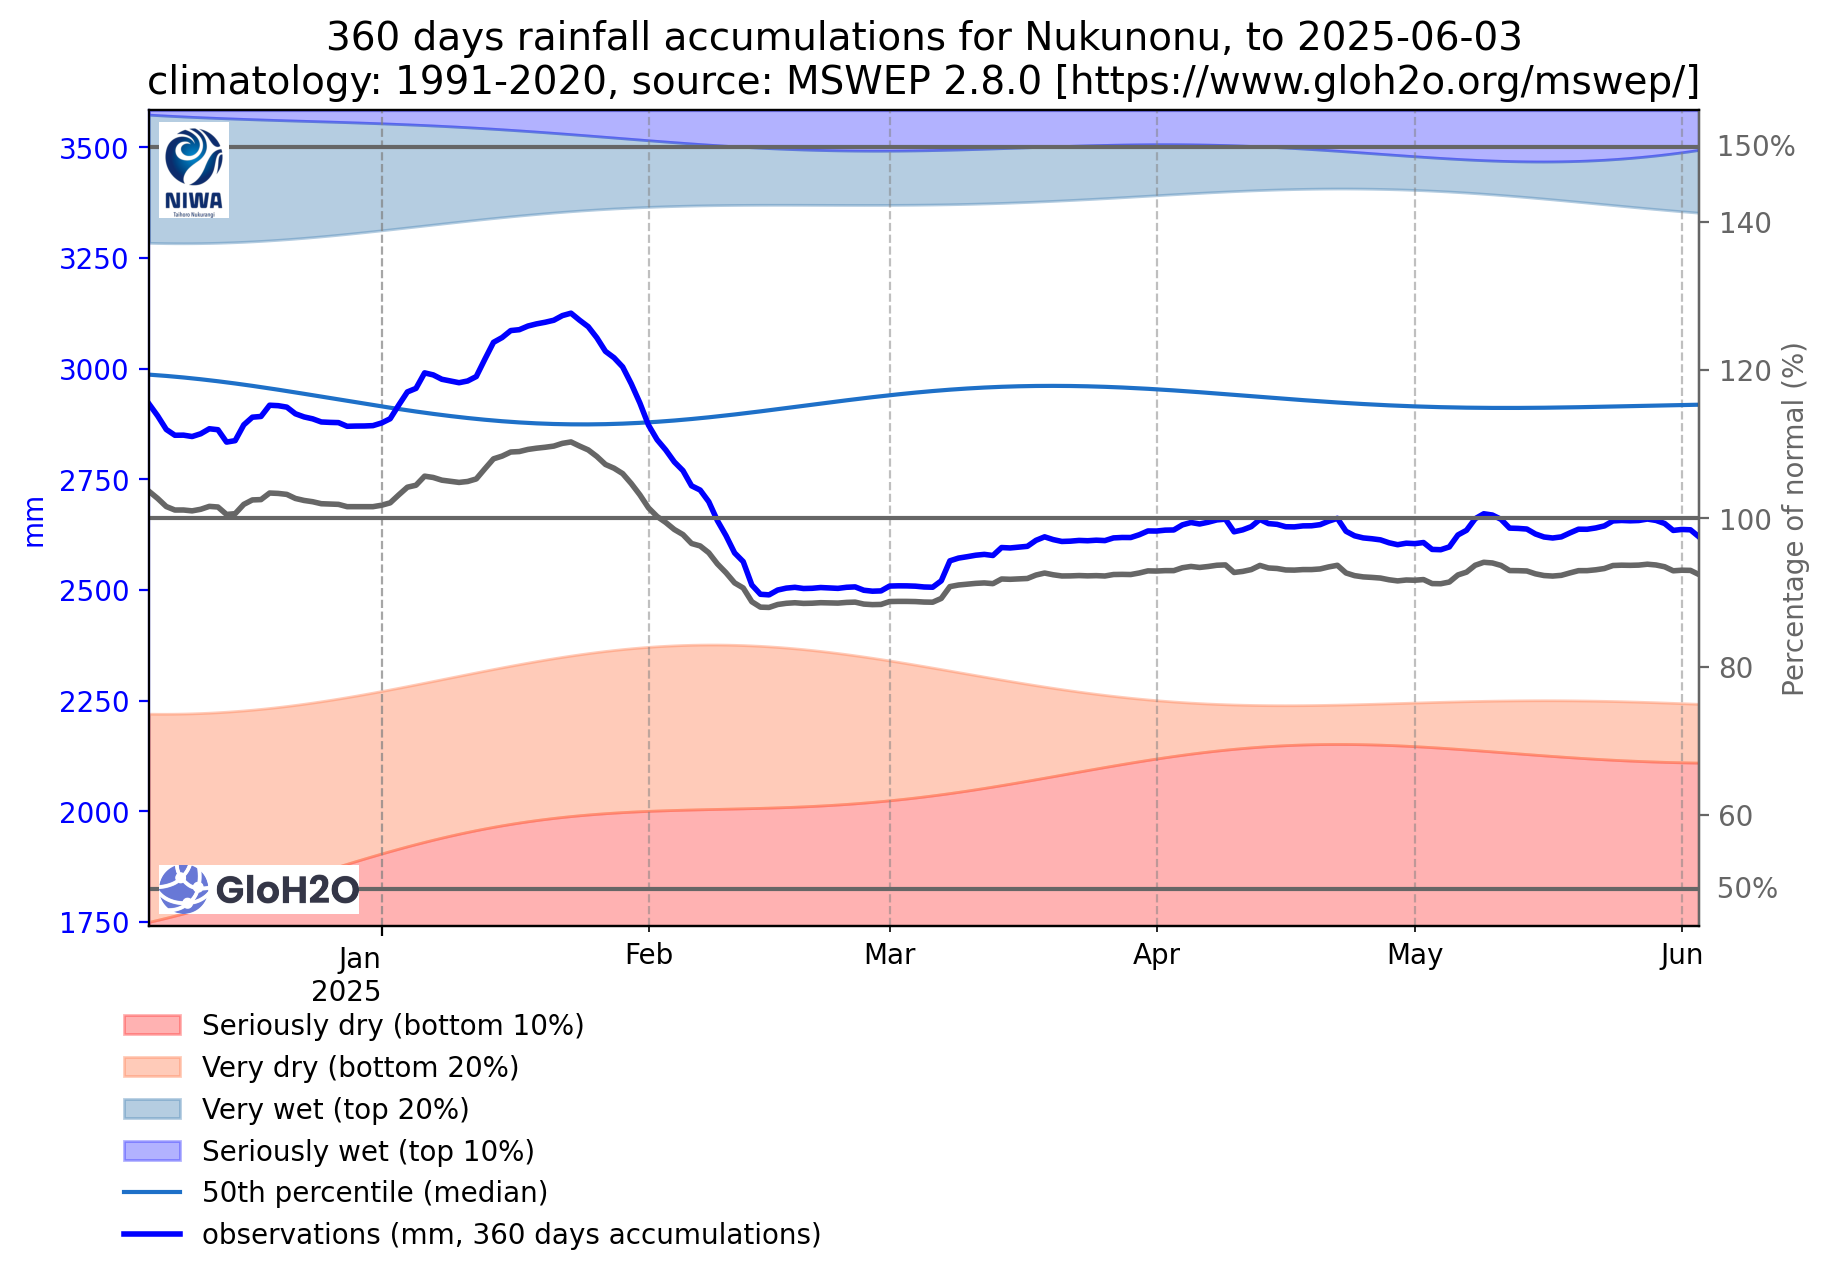 360 days rainfall accumulations for Nukunonu, to 2025-06-03
climatology: 1991-2020, source: MSWEP 2.8.0 [https://www.gloh2o.org/mswep/]
3500
3250
3000
2750
2500
2250
2000
1750
mm
NIWA
Taihoro Nukurangi
GloH2O
150%
140
120
100
80
60
50%
Percentage of normal (%)
Jan
2025
Feb
Mar
Apr
May
Jun
Seriously dry (bottom 10%)
Very dry (bottom 20%)
Very wet (top 20%)
Seriously wet (top 10%)
50th percentile (median)
observations (mm, 360 days accumulations)